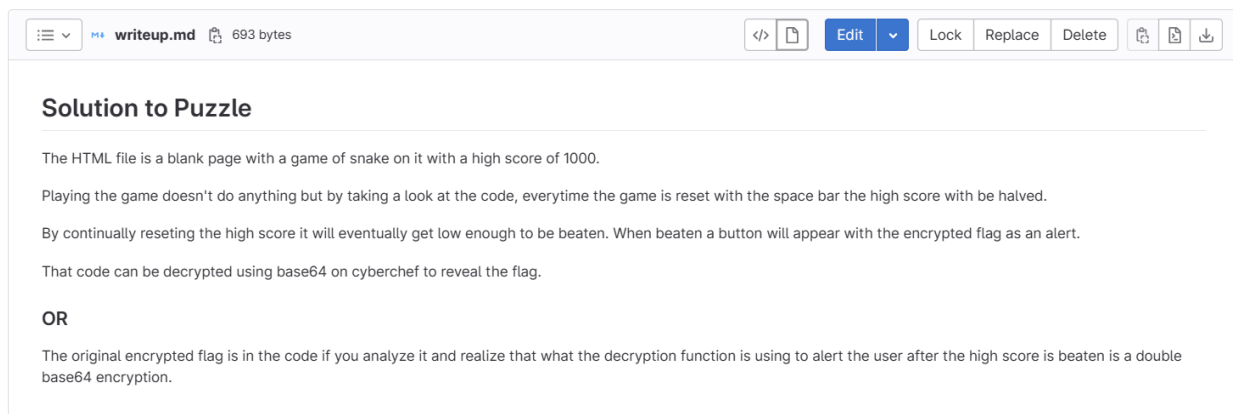 writeup.md 693 bytes
</> Edit Lock Replace Delete
Solution to Puzzle
The HTML file is a blank page with a game of snake on it with a high score of 1000.
Playing the game doesn't do anything but by taking a look at the code, everytime the game is reset with the space bar the high score with be halved.
By continually resetting the high score it will eventually get low enough to be beaten. When beaten a button will appear with the encrypted flag as an alert.
That code can be decrypted using base64 on cyberchef to reveal the flag.
OR
The original encrypted flag is in the code if you analyze it and realize that what the decryption function is using to alert the user after the high score is beaten is a double
base64 encryption.